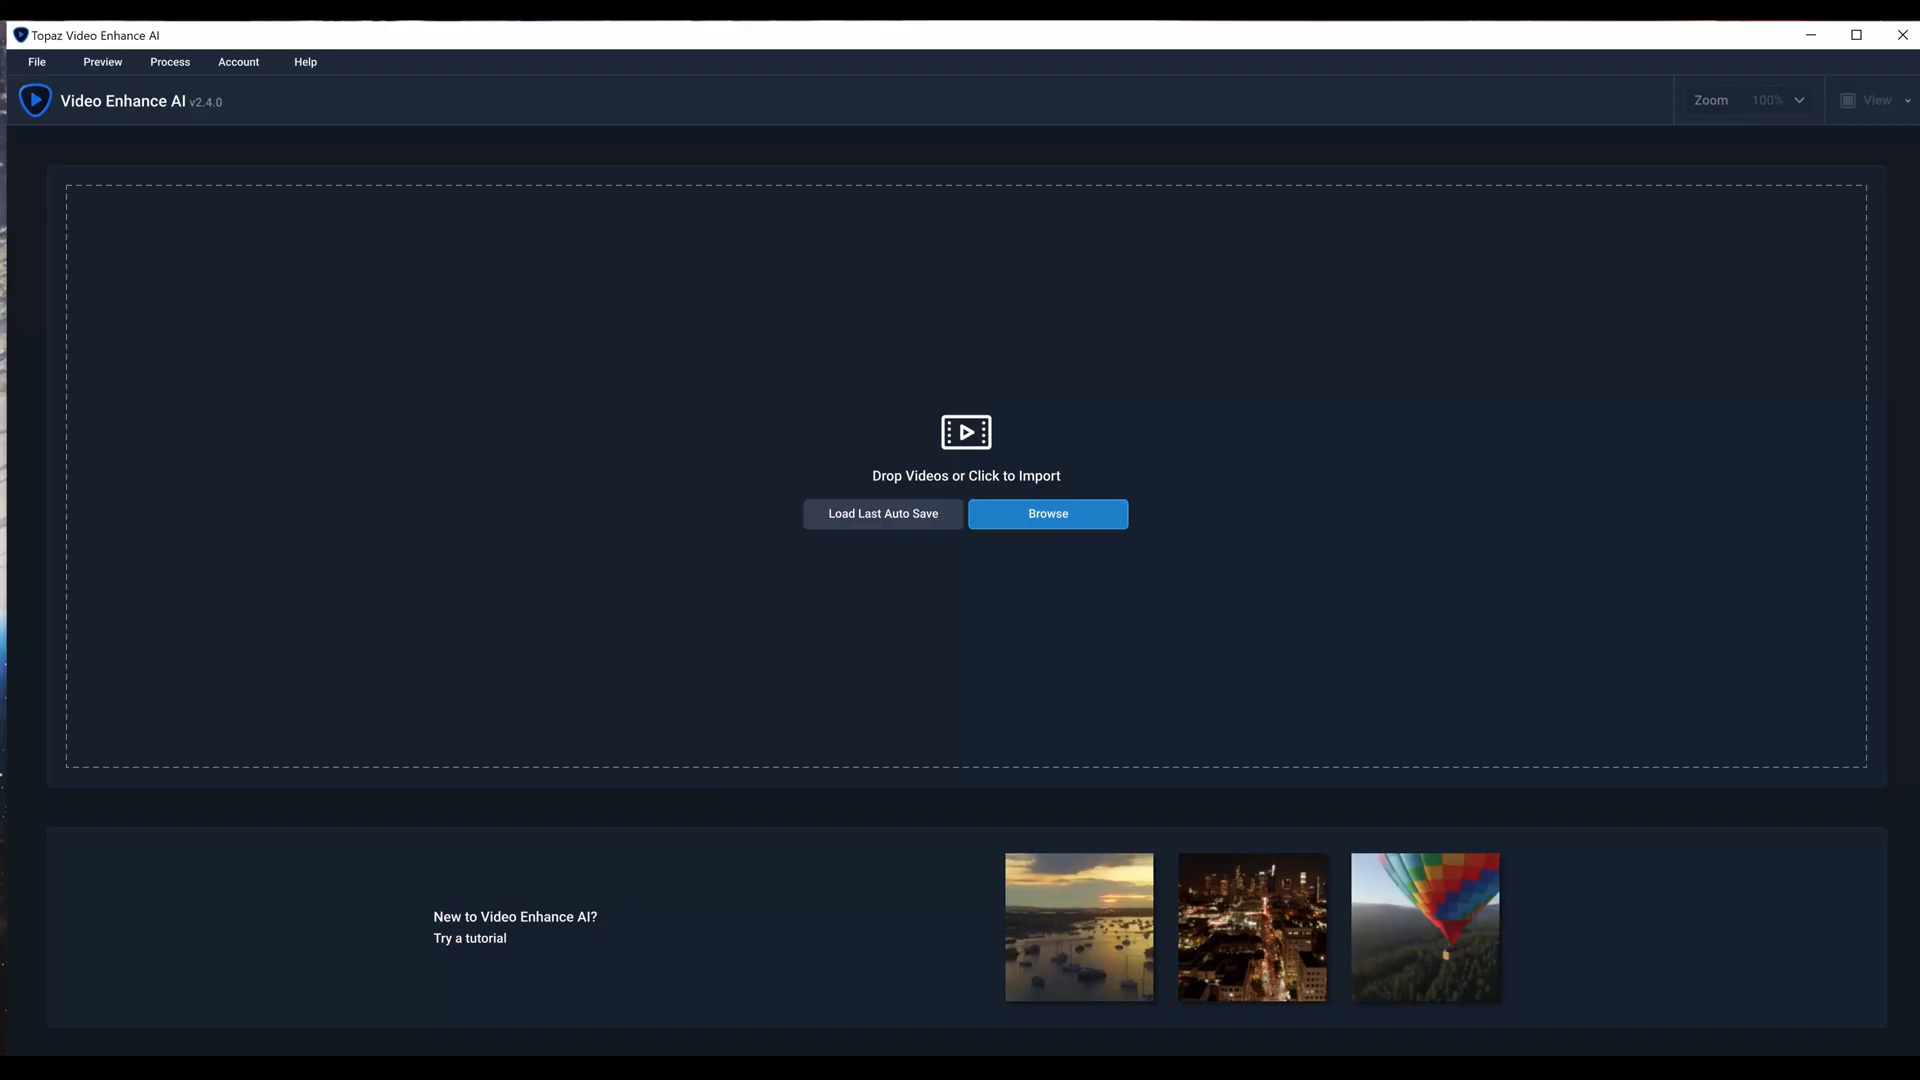 Topaz Video Enhance AI
File Preview Process Account Help
Video Enhance AI v2.4.0
Zoom 100% View
Drop Videos or Click to Import
Load Last Auto Save Browse
New to Video Enhance AI?
Try a tutorial